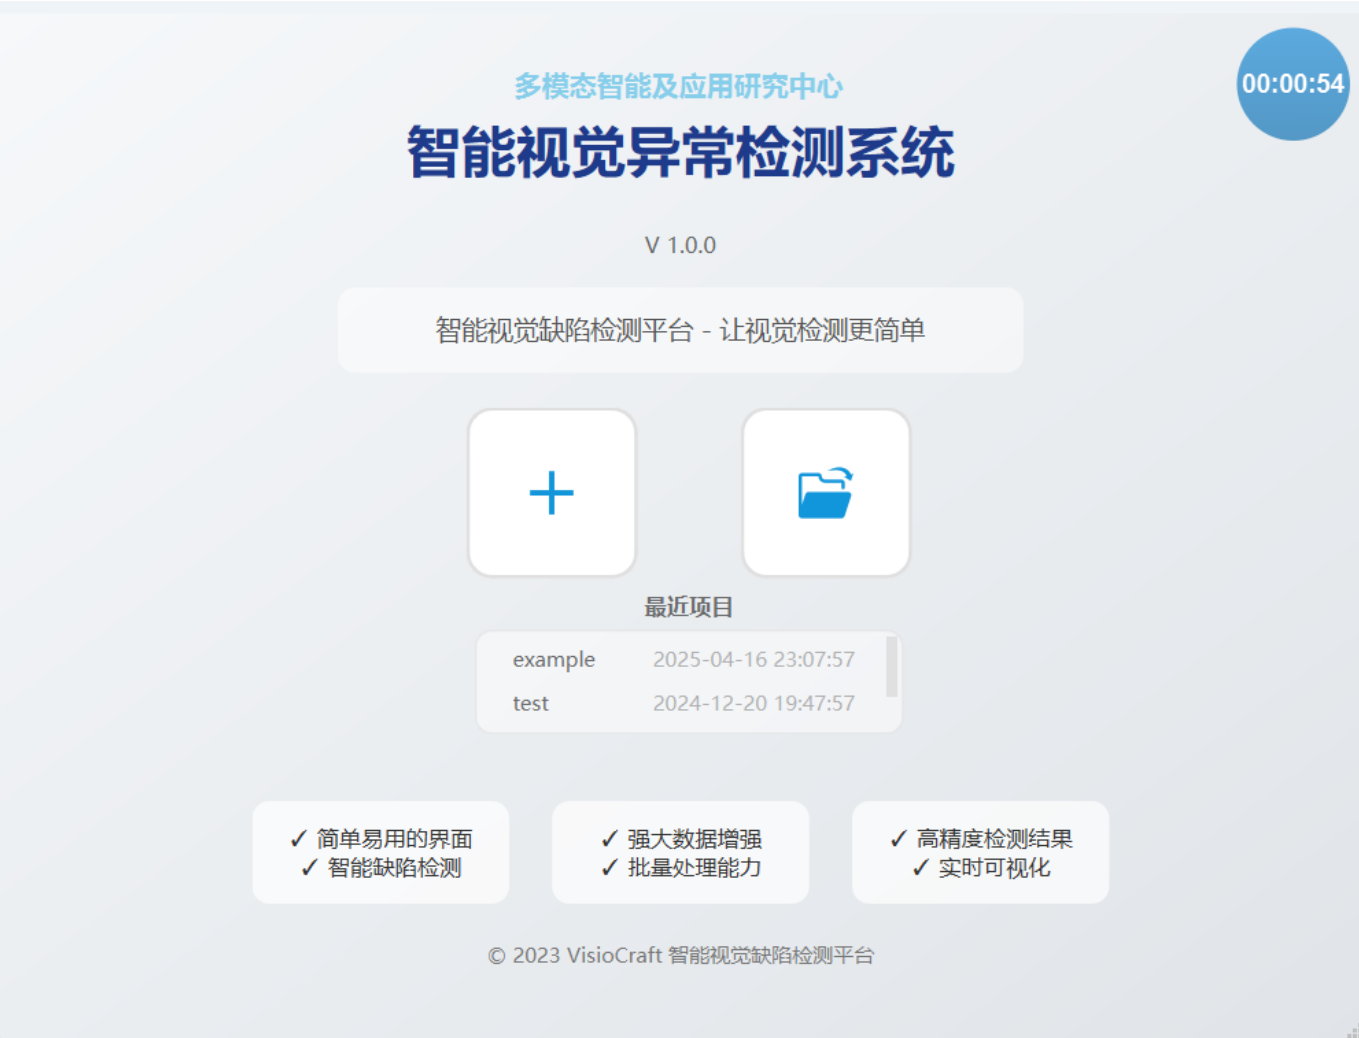 多模态智能及应用研究中心
00:00:54
智能视觉异常检测系统
V 1.0.0
智能视觉缺陷检测平台 - 让视觉检测更简单
最近项目
example 2025-04-16 23:07:57
test 2024-12-20 19:47:57
✓ 简单易用的界面
✓ 智能缺陷检测
✓ 强大数据增强
✓ 批量处理能力
✓ 高精度检测结果
✓ 实时可视化
© 2023 VisioCraft 智能视觉缺陷检测平台